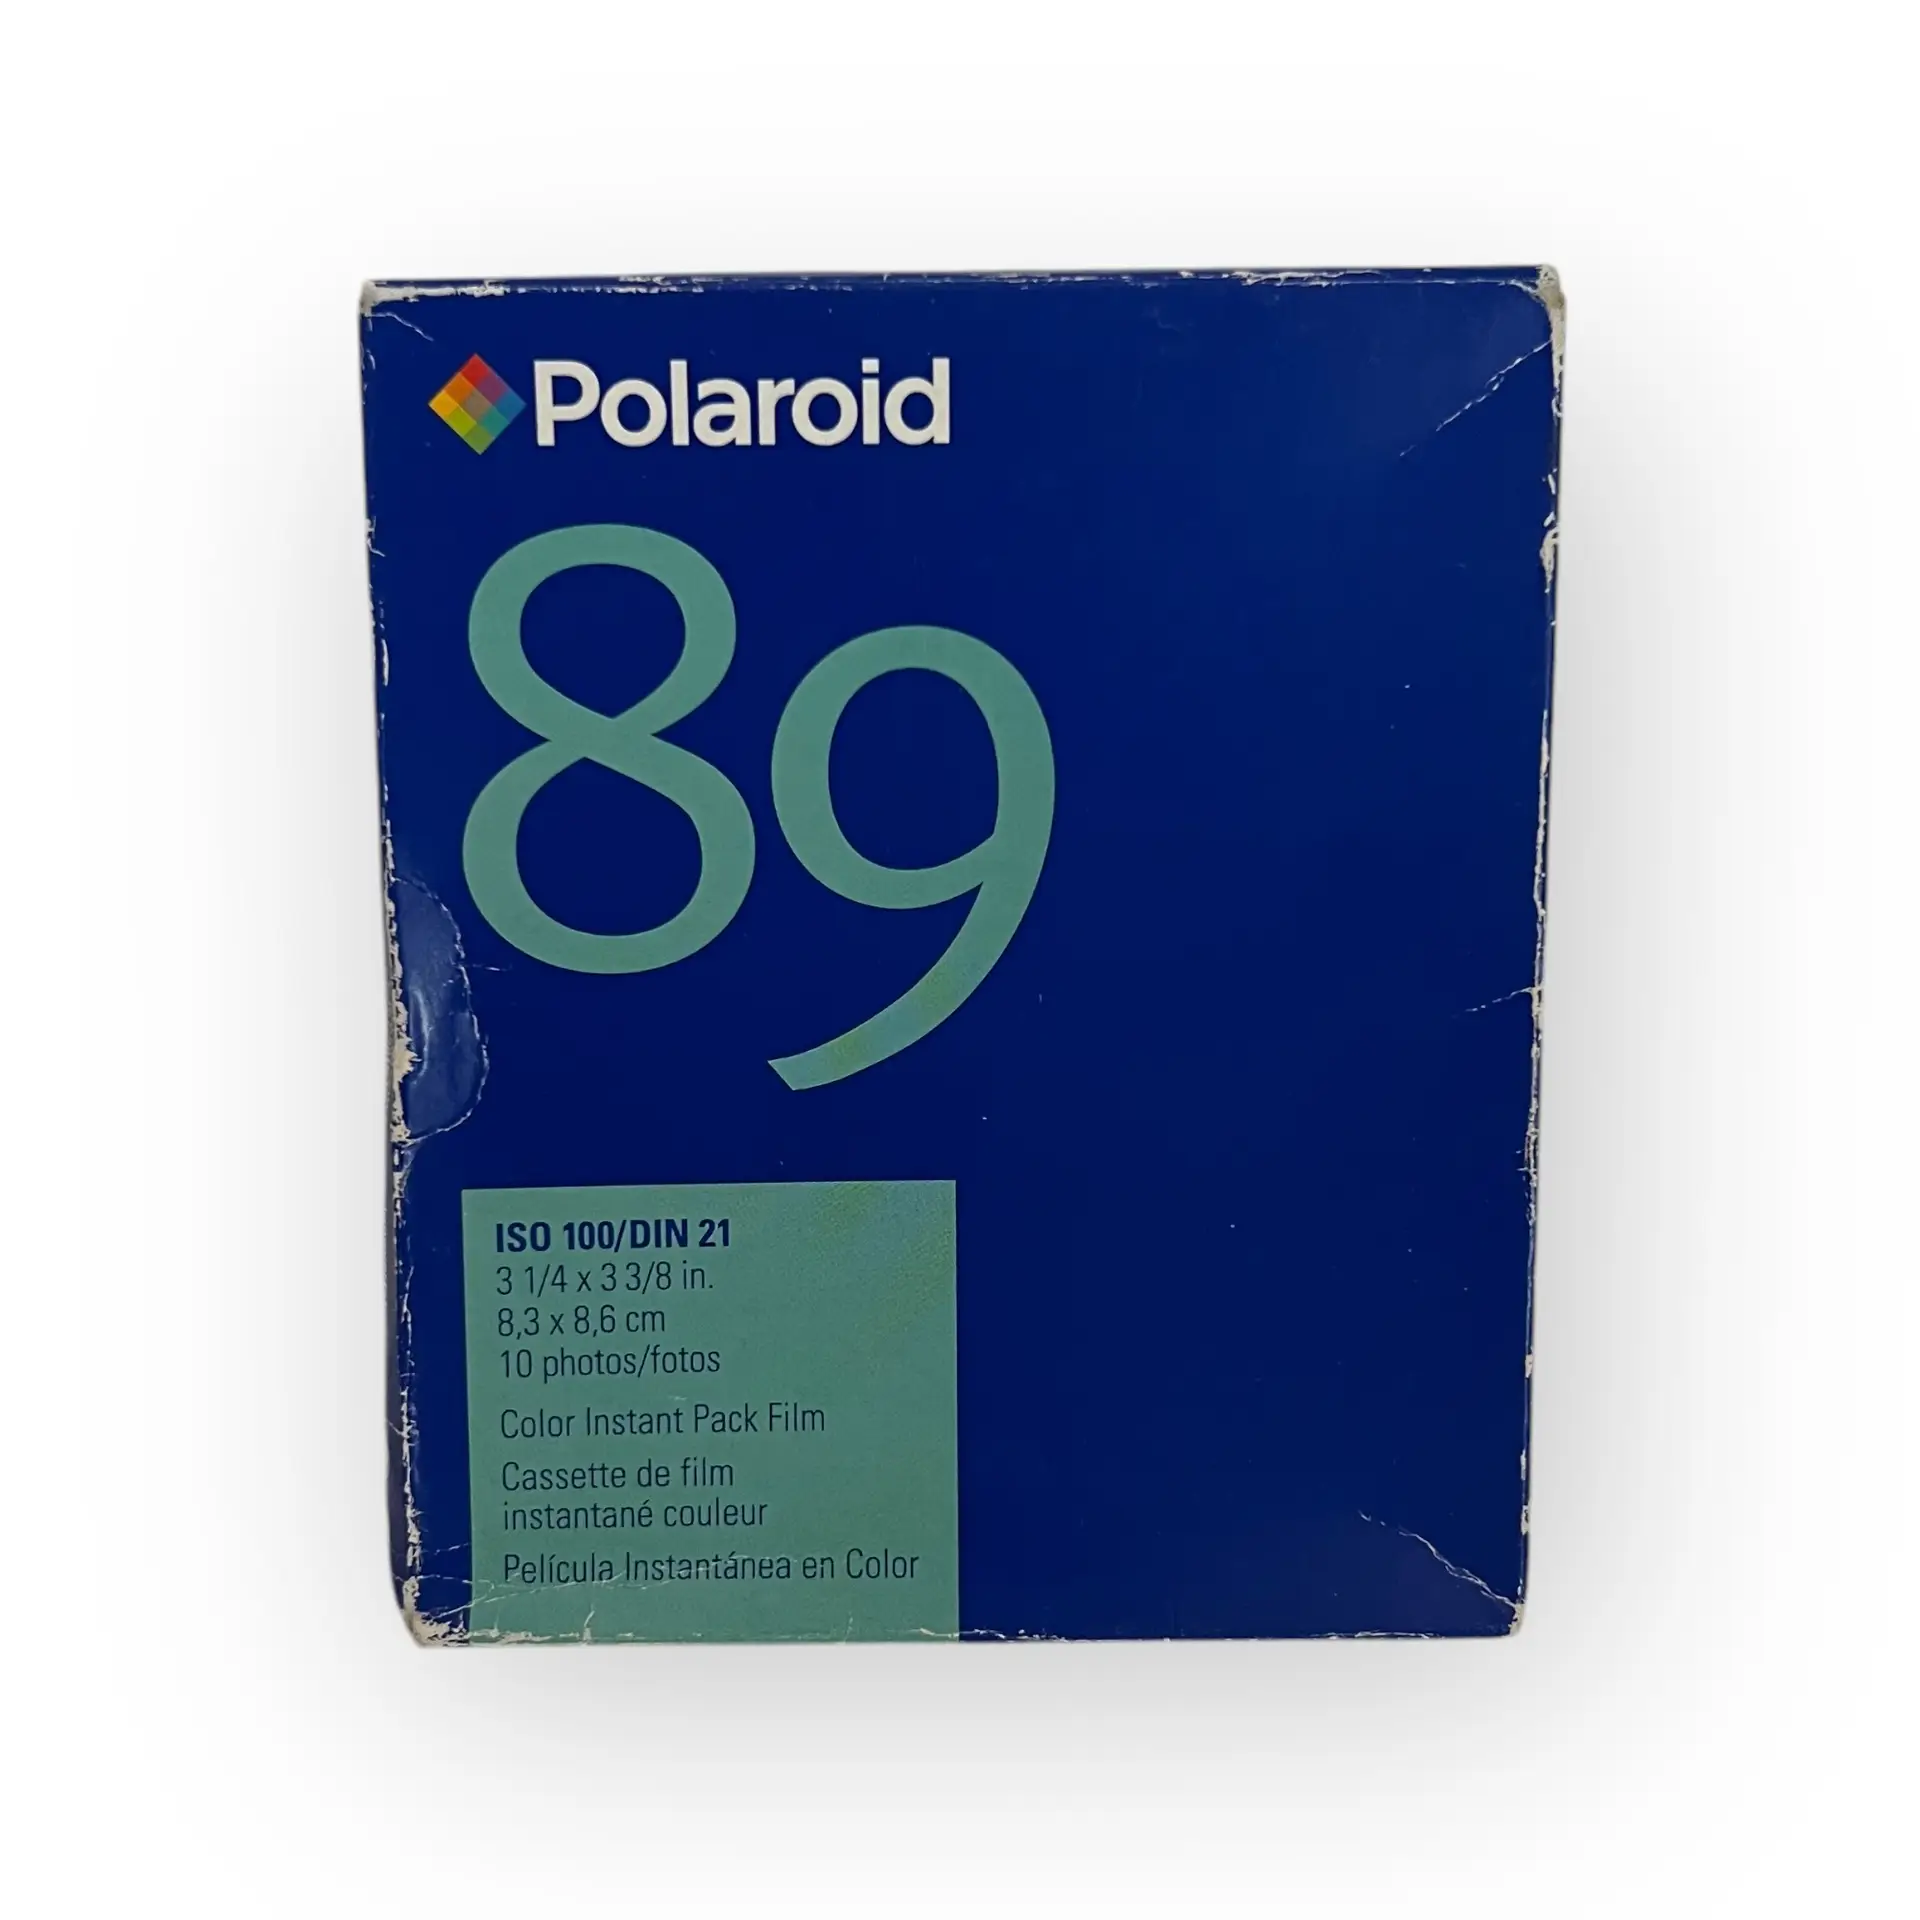 Polaroid
89
ISO 100/DIN 21
3 1/4 x 3 3/8 in.
8,3 x 8,6 cm
10 photos/fotos
Color Instant Pack Film
Cassette de film
instantané couleur
Película Instantánea en Color